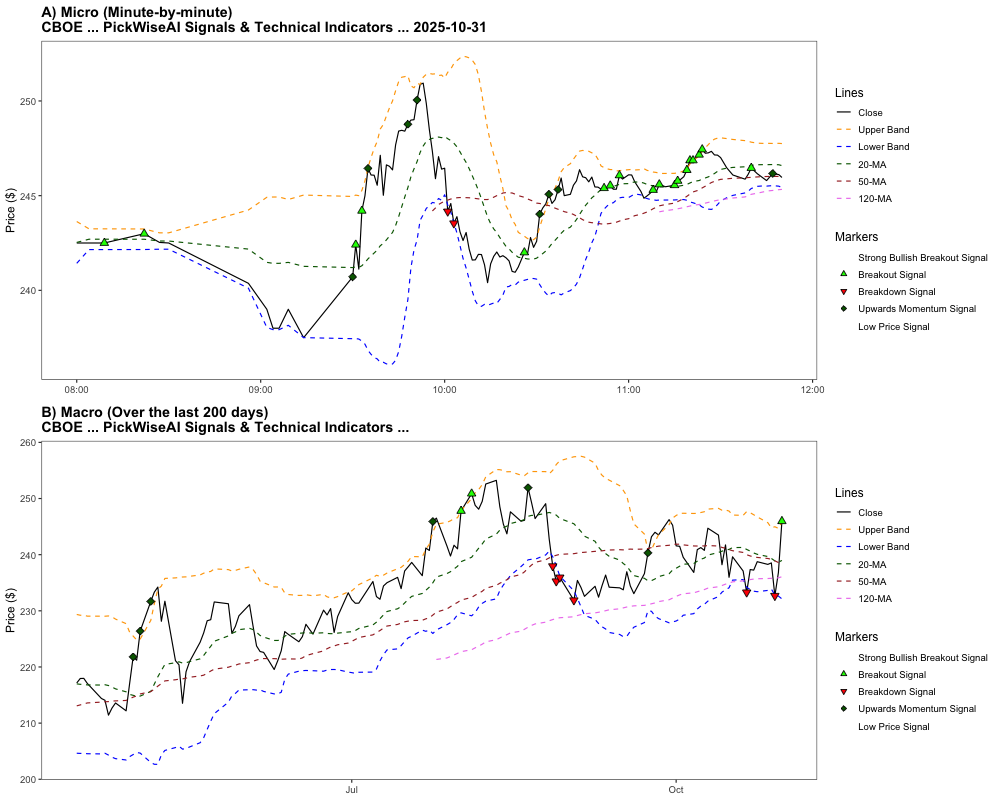 A) Micro (Minute-by-minute)
CBOE ... PickWiseAI Signals & Technical Indicators ... 2025-10-31
Price ($)
250
245
240
08:00
09:00
10:00
11:00
12:00
Lines
Close
Upper Band
Lower Band
20-MA
50-MA
120-MA
Markers
Strong Bullish Breakout Signal
Breakout Signal
Breakdown Signal
Upwards Momentum Signal
Low Price Signal
B) Macro (Over the last 200 days)
CBOE ... PickWiseAI Signals & Technical Indicators ...
Price ($)
260
250
240
230
220
210
200
Jul
Oct
Lines
Close
Upper Band
Lower Band
20-MA
50-MA
120-MA
Markers
Strong Bullish Breakout Signal
Breakout Signal
Breakdown Signal
Upwards Momentum Signal
Low Price Signal